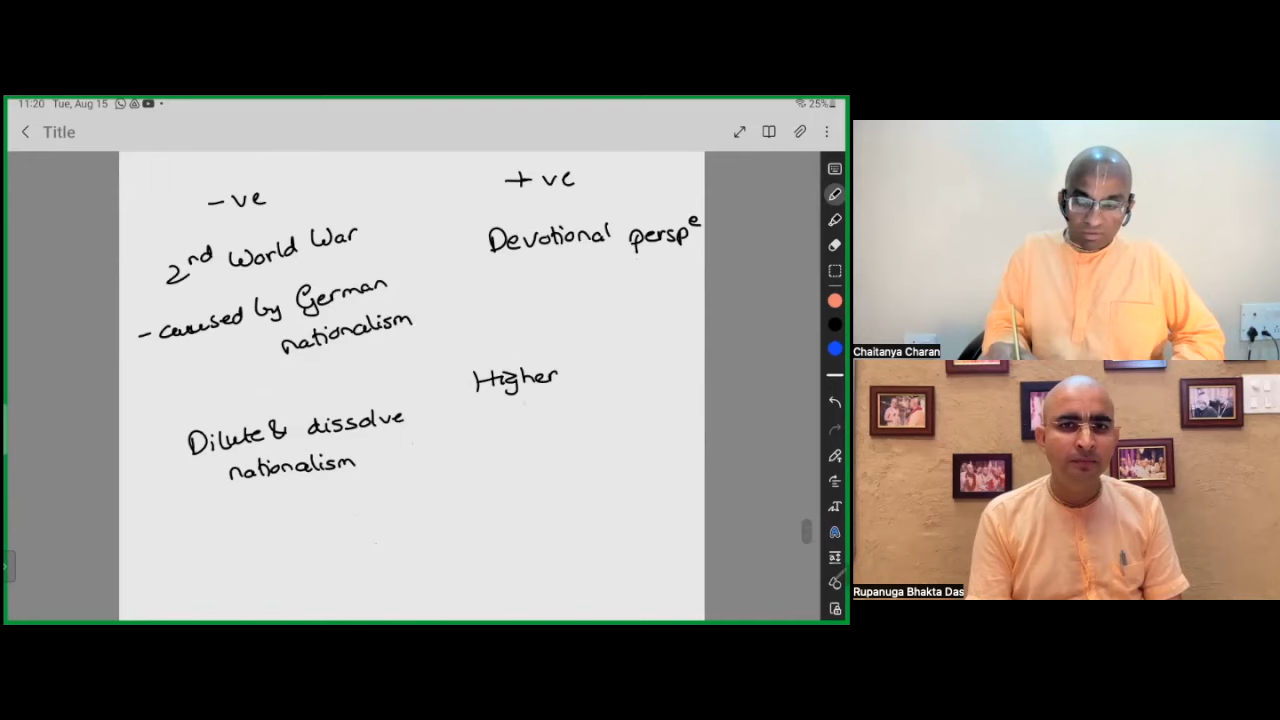 11:20 Tue, Aug 15
25%
Title
-ve
2nd World War
- caused by German
nationalism
Dilute & dissolve
nationalism
+ve
Devotional perspe
Higher
Chaitanya Charan
Rupanuga Bhakta Das